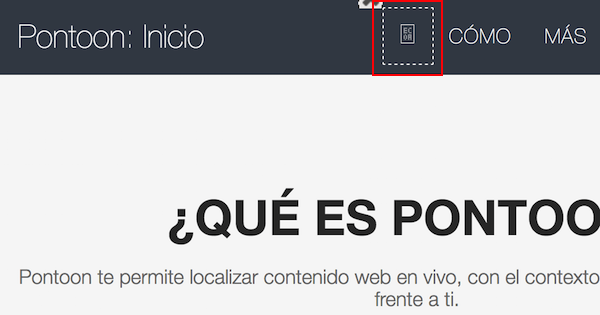 Pontoon: Inicio CÓMO MÁS
¿QUÉ ES PONTOO
Pontoon te permite localizar contenido web en vivo, con el contexto
frente a ti.